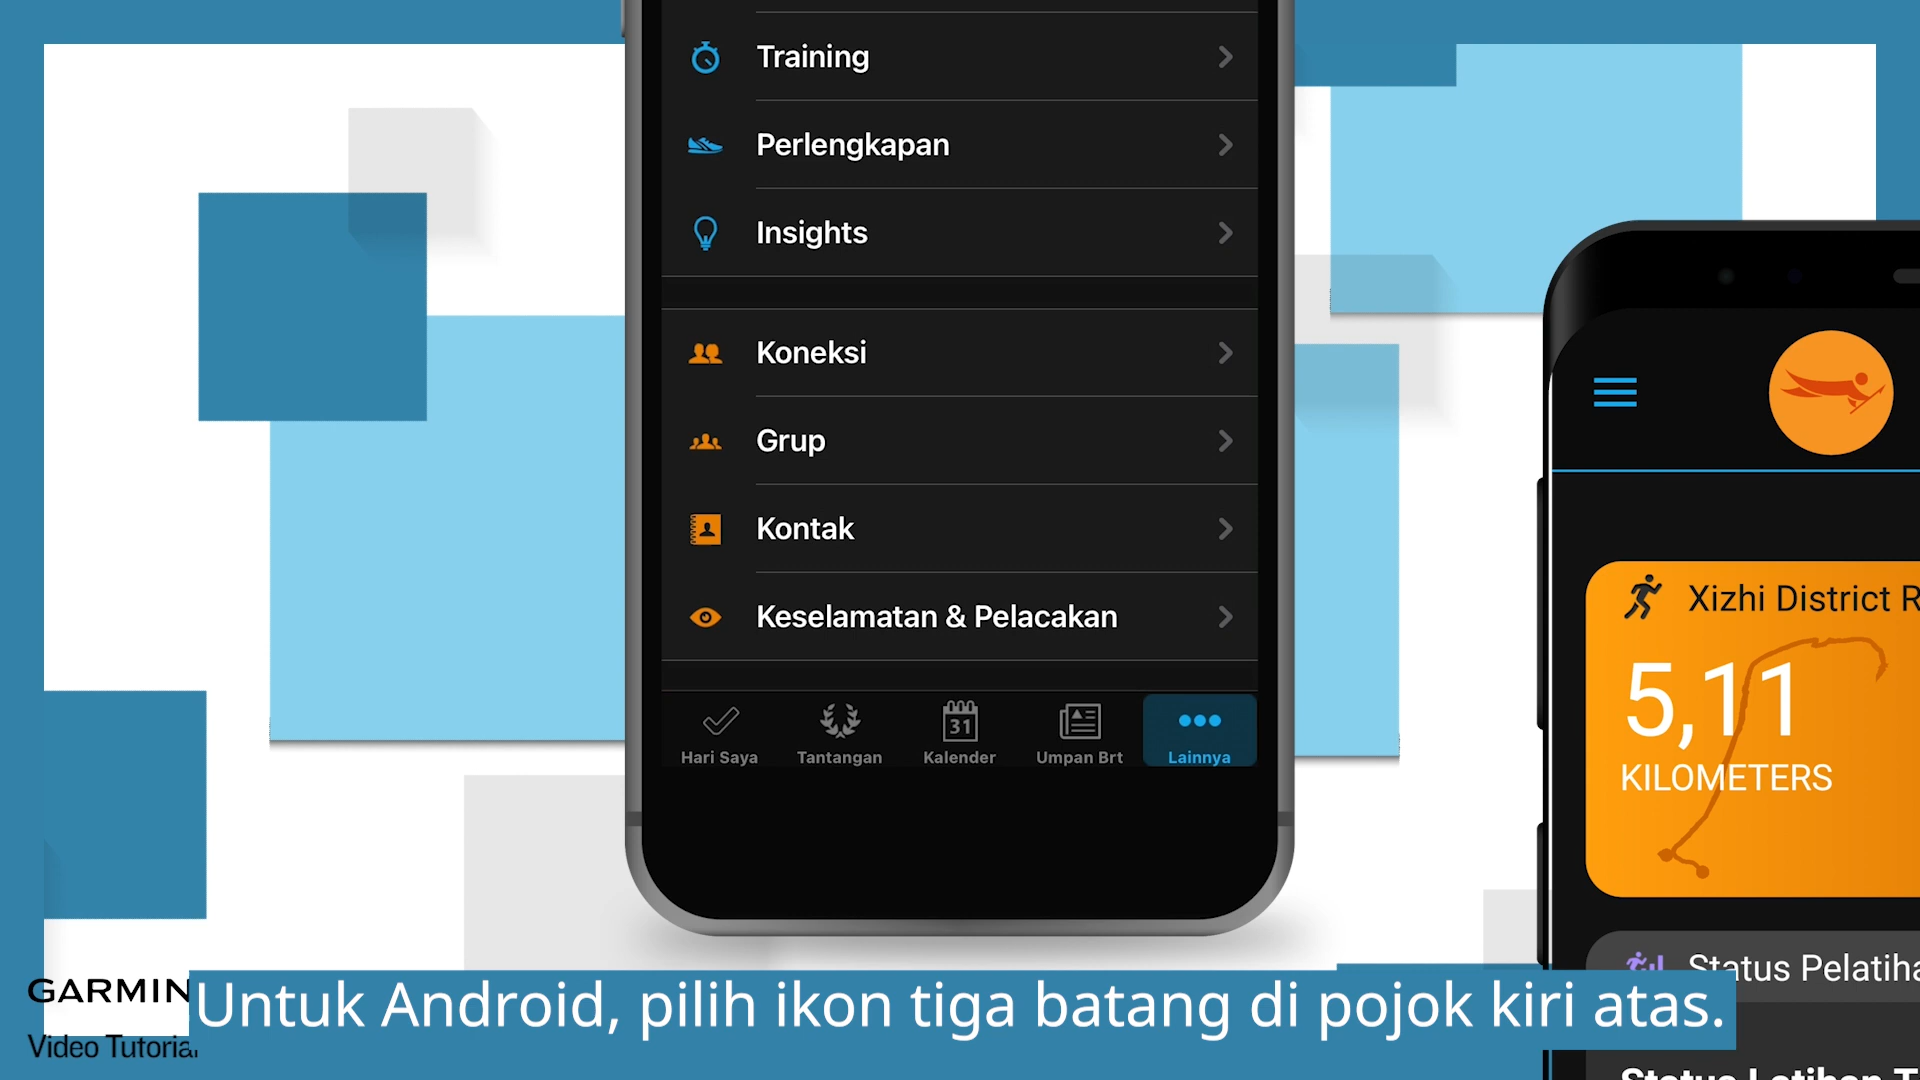 Training
Perlengkapan
Insights
Koneksi
Grup
Kontak
Keselamatan & Pelacakan
31
Hari Saya
Tantangan
Kalender
Umpan Brt
Lainnya
Xizhi District R
5,11
KILOMETERS
Status Pelatiha
GARMIN
Video Tutorial
Untuk Android, pilih ikon tiga batang di pojok kiri atas.